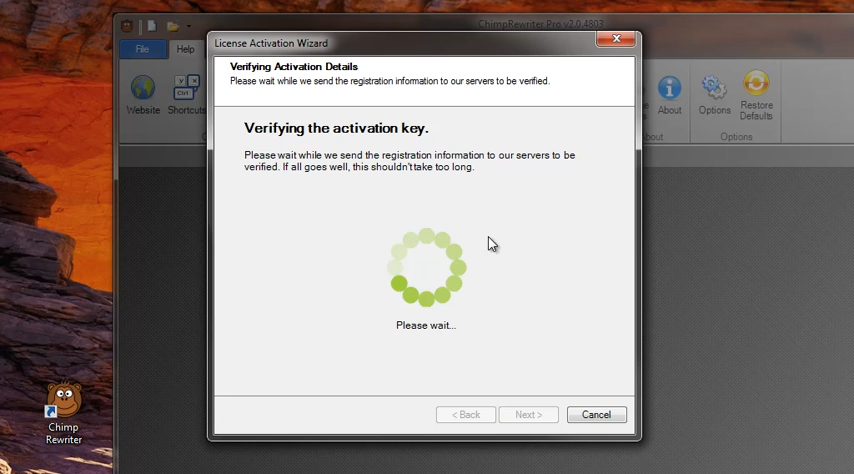 ChimpRewriter Pro v2.0.4803
License Activation Wizard
File
Help
Verifying Activation Details
Please wait while we send the registration information to our servers to be verified.
Website
Shortcuts
About
Options
Restore
Defaults
Options
Verifying the activation key.
Please wait while we send the registration information to our servers to be
verified. If all goes well, this shouldn't take too long.
Please wait...
< Back
Next >
Cancel
Chimp
Rewriter